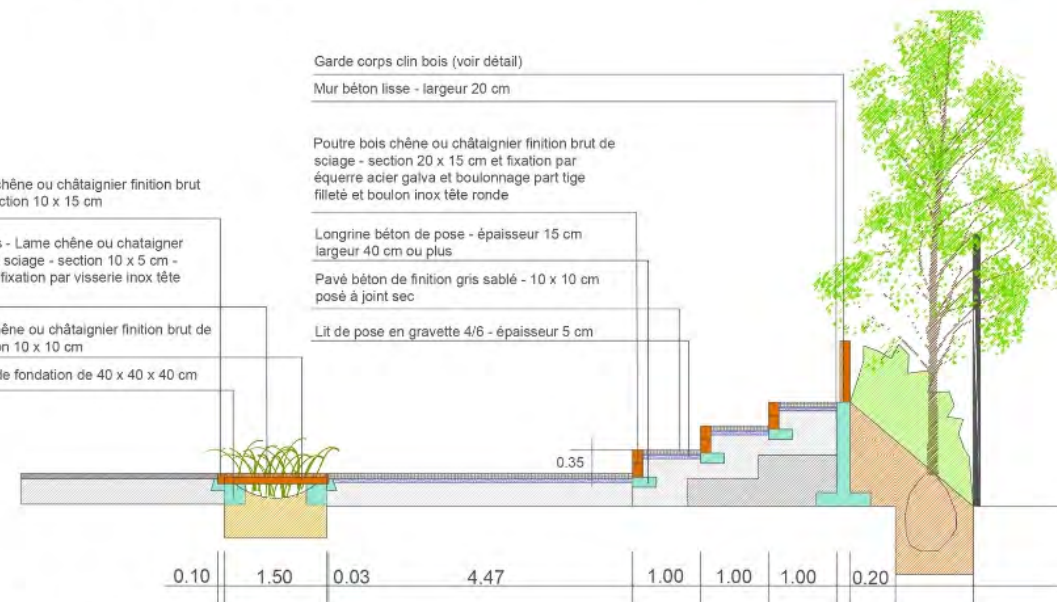 Garde corps clin bois (voir détail)
Mur béton lisse - largeur 20 cm
Poutre bois chêne ou châtaignier finition brut de
sciage - section 20 x 15 cm et fixation par
équerre acier galva et boulonnage part tige
filleté et boulon inox tête ronde
Longrine béton de pose - épaisseur 15 cm
largeur 40 cm ou plus
Pavé béton de finition gris sablé - 10 x 10 cm
posé à joint sec
Lit de pose en gravette 4/6 - épaisseur 5 cm
chêne ou châtaignier finition brut
ction 10 x 15 cm
s - Lame chêne ou chataigner
sciage - section 10 x 5 cm -
fixation par visserie inox tête
êne ou châtaignier finition brut de
n 10 x 10 cm
de fondation de 40 x 40 x 40 cm
0.35
0.10 1.50 0.03 4.47 1.00 1.00 1.00 0.20